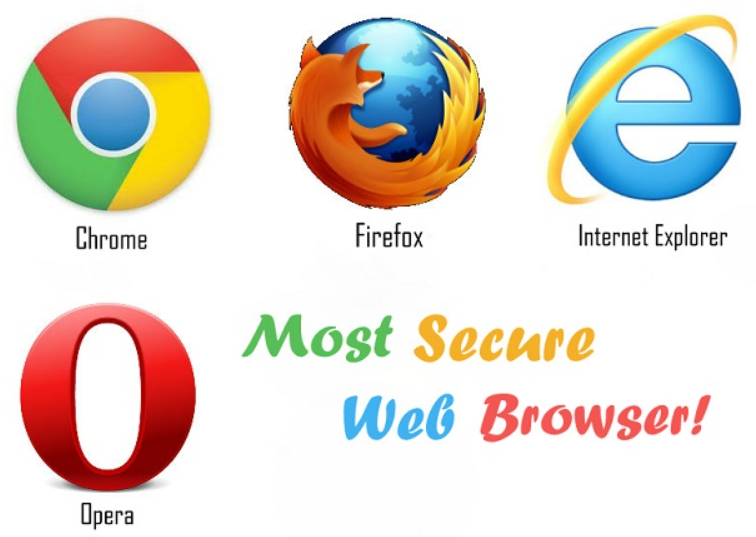 Chrome
Firefox
Internet Explorer
Opera
Most Secure
Web Browser!